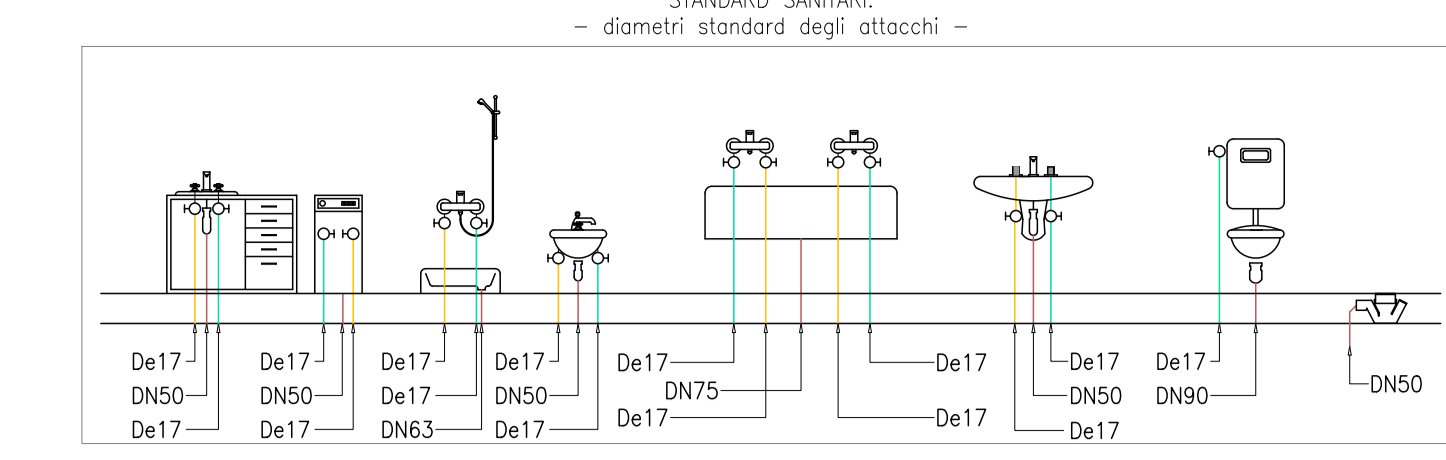 STANDARD SANITARI:
– diametri standard degli attacchi –
De17
DN50
De17
De17
DN50
De17
De17
De17
DN63
De17
DN50
De17
De17
DN75
De17
De17
De17
De17
DN50
De17
De17
DN90
DN50